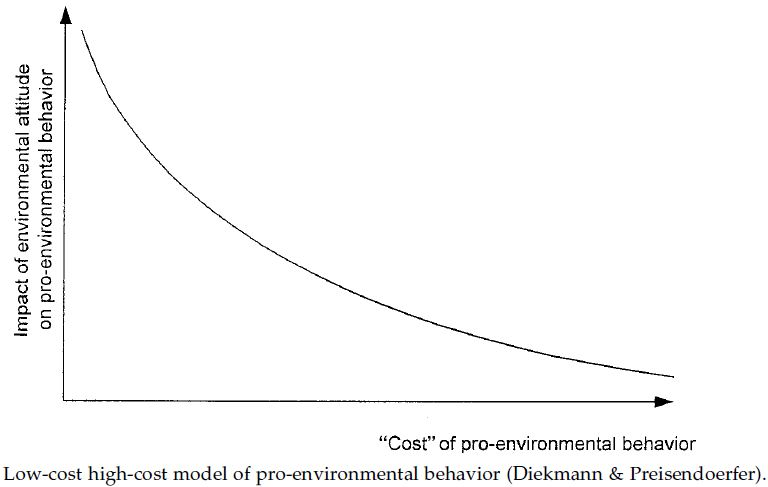 Impact of environmental attitude
on pro-environmental behavior
“Cost” of pro-environmental behavior
Low-cost high-cost model of pro-environmental behavior (Diekmann & Preisendoerfer).